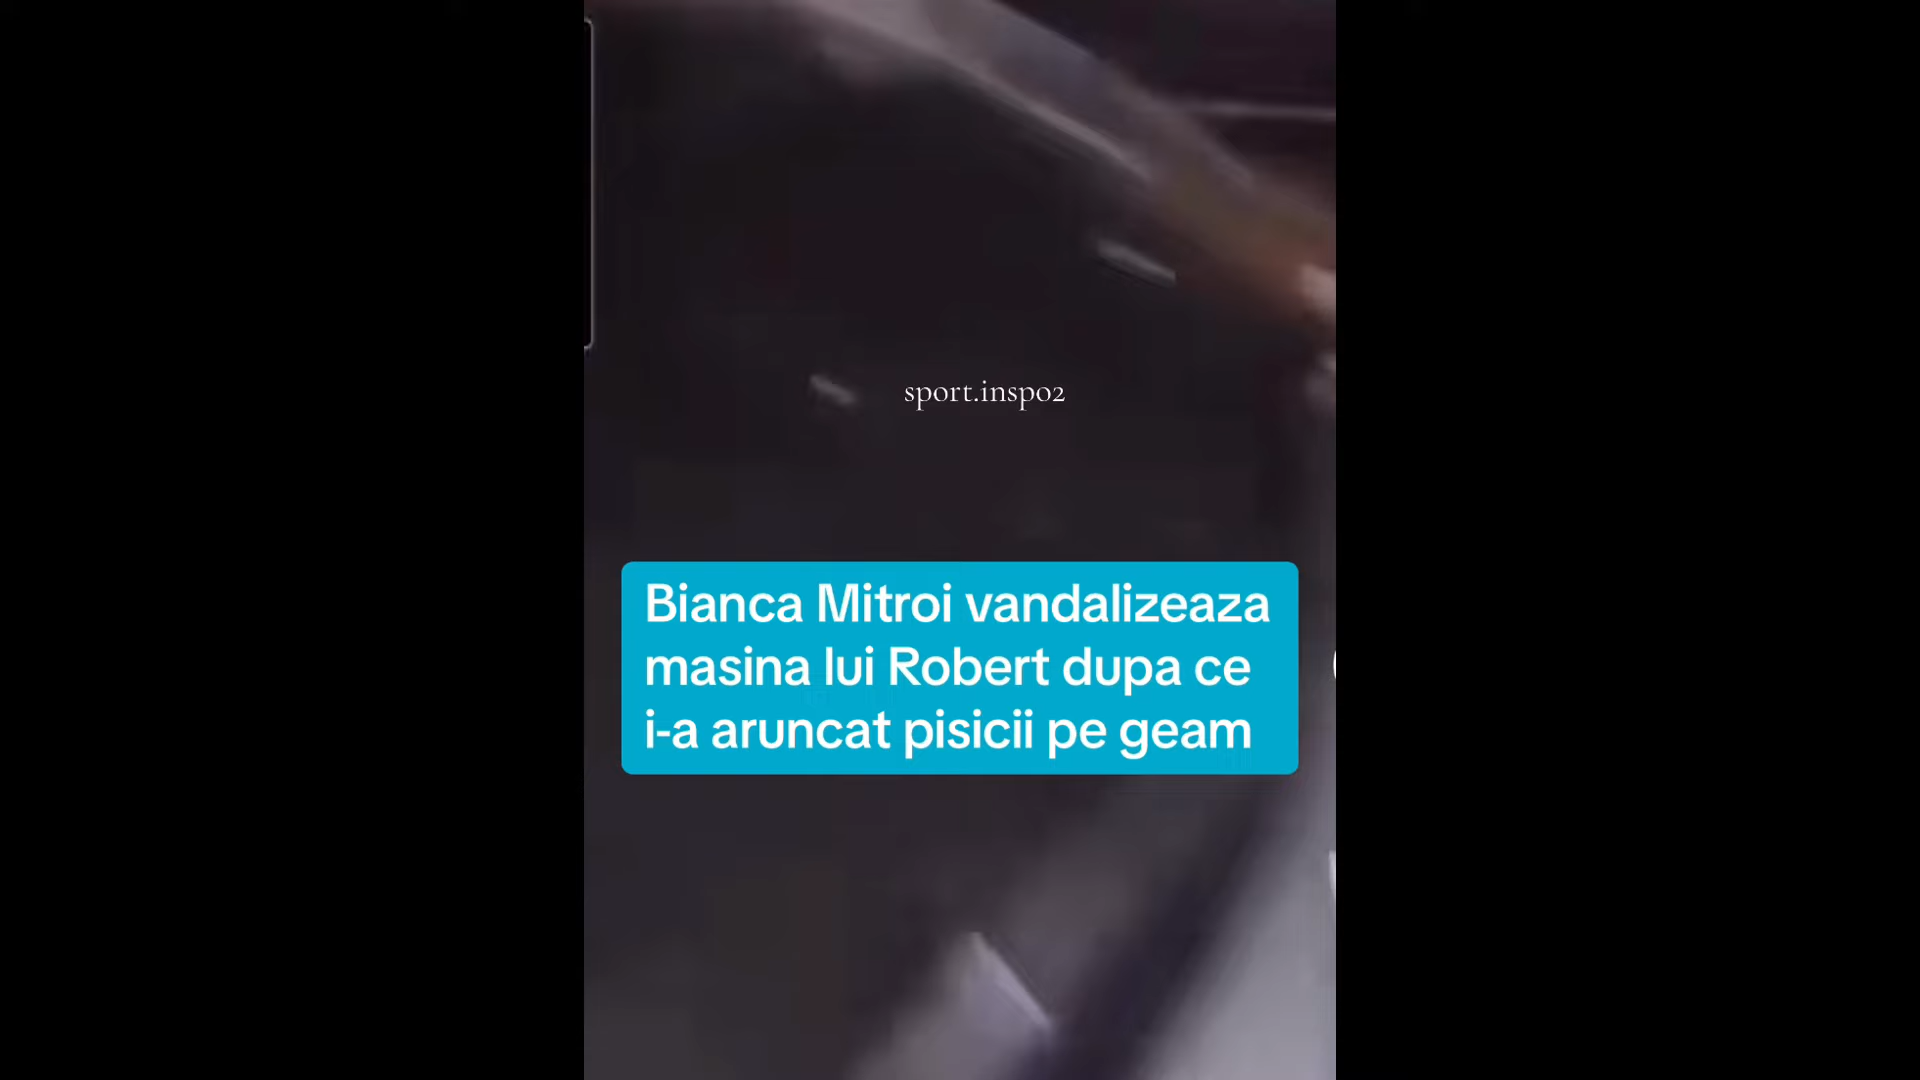 sport.inspo2
Bianca Mitroi vandalizeaza
masina lui Robert dupa ce
i-a aruncat pisicii pe geam